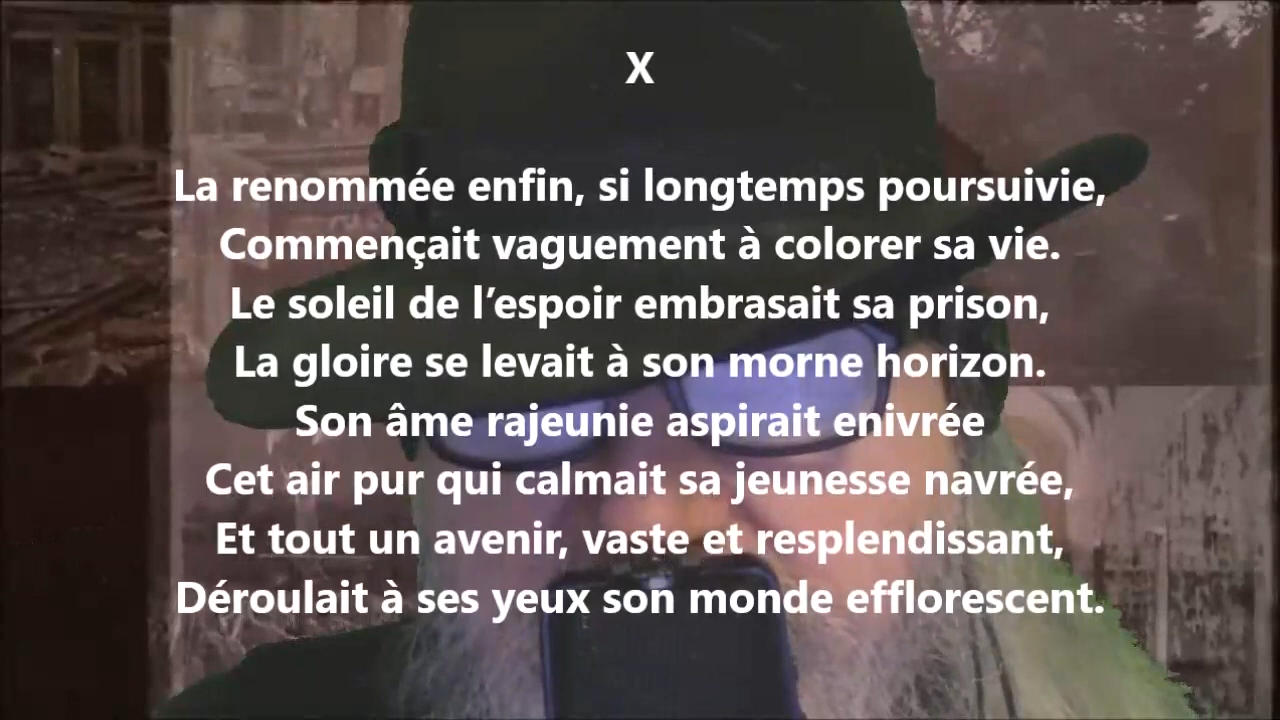 X
La renommée enfin, si longtemps poursuivie,
Commençait vaguement à colorer sa vie.
Le soleil de l’espoir embrasait sa prison,
La gloire se levait à son morne horizon.
Son âme rajeunie aspirait enivrée
Cet air pur qui calmait sa jeunesse navrée,
Et tout un avenir, vaste et resplendissant,
Déroulait à ses yeux son monde efflorescent.